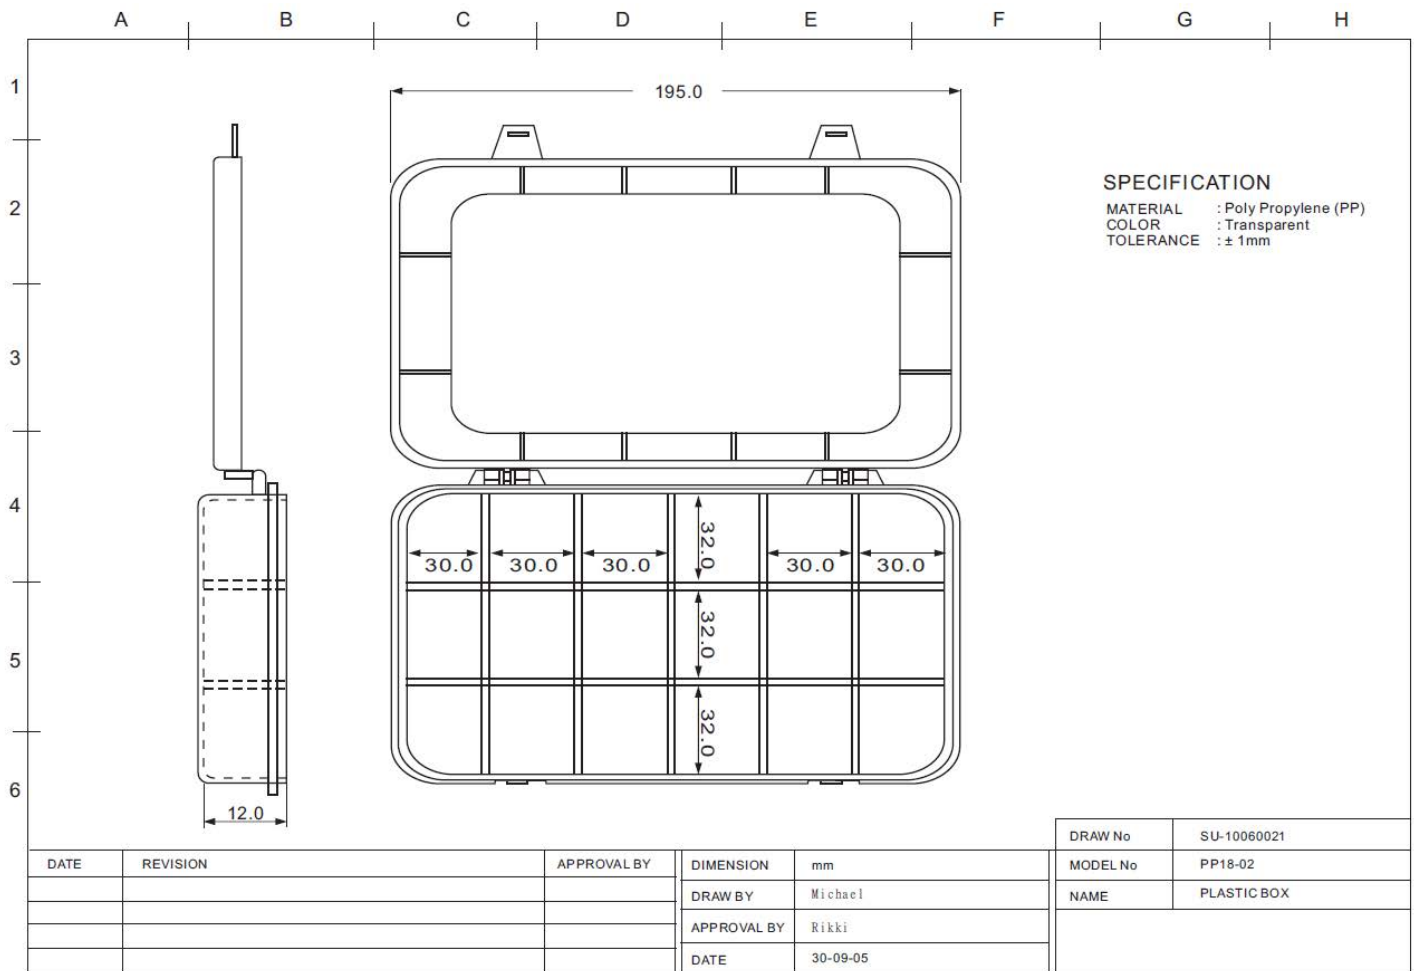 A B C D E F G H
1
195.0
SPECIFICATION
2
MATERIAL : Poly Propylene (PP)
COLOR : Transparent
TOLERANCE : ± 1mm
3
4
32.0
30.0 30.0 30.0 30.0 30.0
32.0
5
32.0
6
12.0
DRAW No SU-10060021
DATE REVISION APPROVAL BY DIMENSION mm MODEL No PP18-02
DRAW BY Michael NAME PLASTIC BOX
APPROVAL BY Rikki
DATE 30-09-05